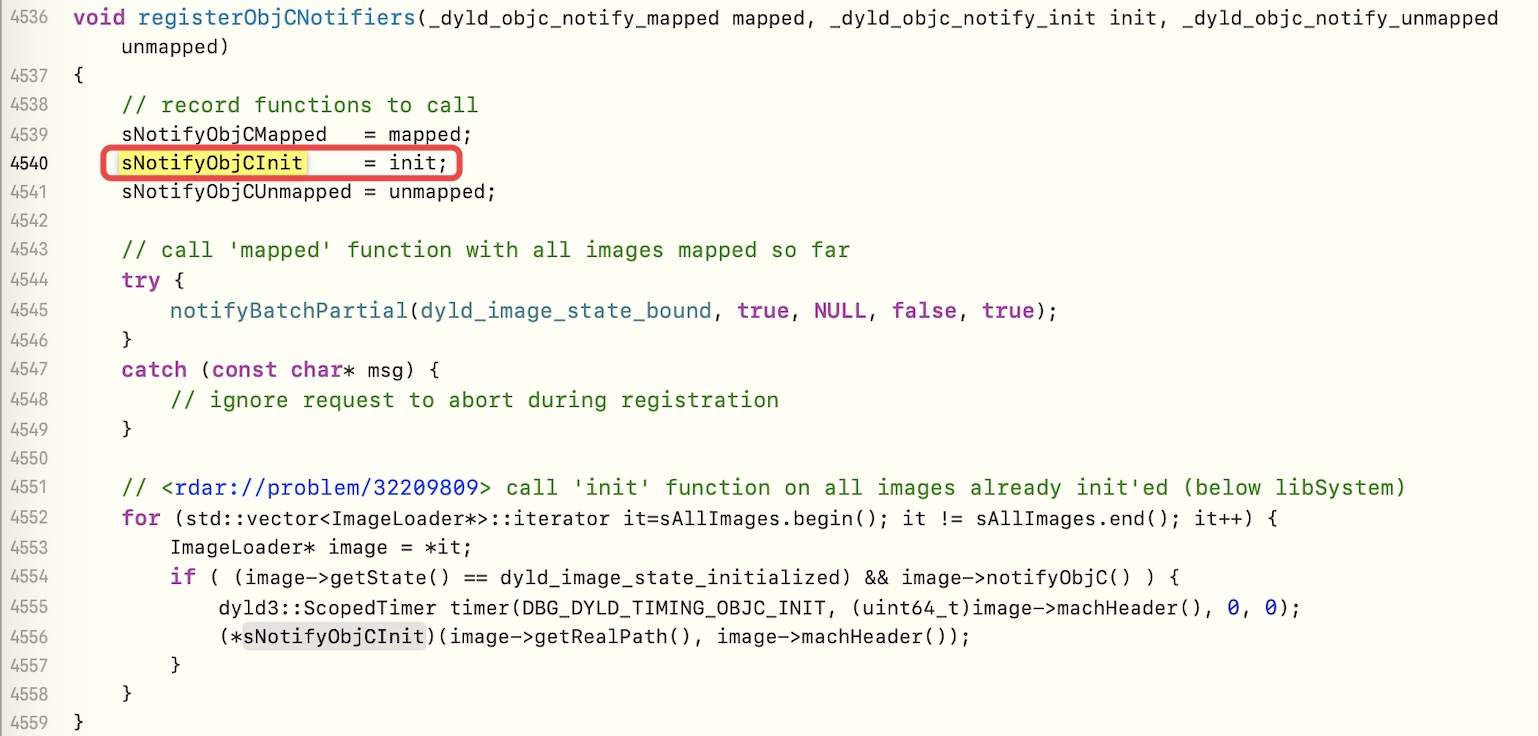 4536 void registerObjCNotifiers(_dyld_objc_notify_mapped mapped, _dyld_objc_notify_init init, _dyld_objc_notify_unmapped
unmapped)
4537 {
4538 // record functions to call
4539 sNotifyObjCMapped   = mapped;
4540 sNotifyObjCInit     = init;
4541 sNotifyObjCUnmapped = unmapped;
4542
4543 // call 'mapped' function with all images mapped so far
4544 try {
4545 notifyBatchPartial(dyld_image_state_bound, true, NULL, false, true);
4546 }
4547 catch (const char* msg) {
4548 // ignore request to abort during registration
4549 }
4550
4551 // <rdar://problem/32209809> call 'init' function on all images already init'ed (below libSystem)
4552 for (std::vector<ImageLoader*>::iterator it=sAllImages.begin(); it != sAllImages.end(); it++) {
4553 ImageLoader* image = *it;
4554 if ( (image->getState() == dyld_image_state_initialized) && image->notifyObjC() ) {
4555 dyld3::ScopedTimer timer(DBG_DYLD_TIMING_OBJC_INIT, (uint64_t)image->machHeader(), 0, 0);
4556 (*sNotifyObjCInit)(image->getRealPath(), image->machHeader());
4557 }
4558 }
4559 }